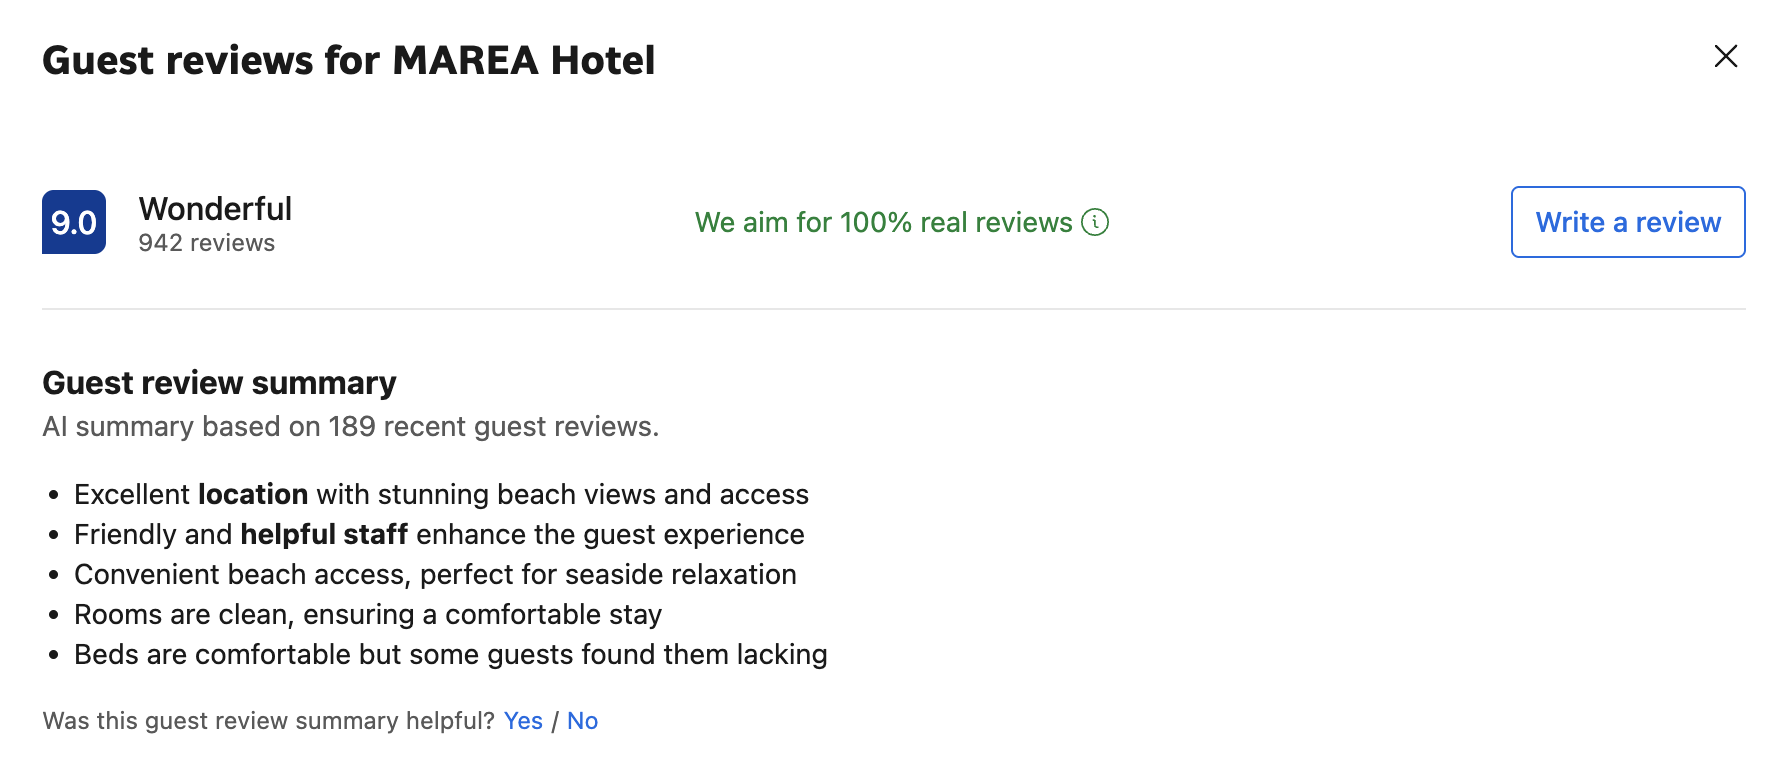 Guest reviews for MAREA Hotel
9.0
Wonderful
942 reviews
We aim for 100% real reviews
Write a review
Guest review summary
AI summary based on 189 recent guest reviews.
• Excellent location with stunning beach views and access
• Friendly and helpful staff enhance the guest experience
• Convenient beach access, perfect for seaside relaxation
• Rooms are clean, ensuring a comfortable stay
• Beds are comfortable but some guests found them lacking
Was this guest review summary helpful? Yes / No